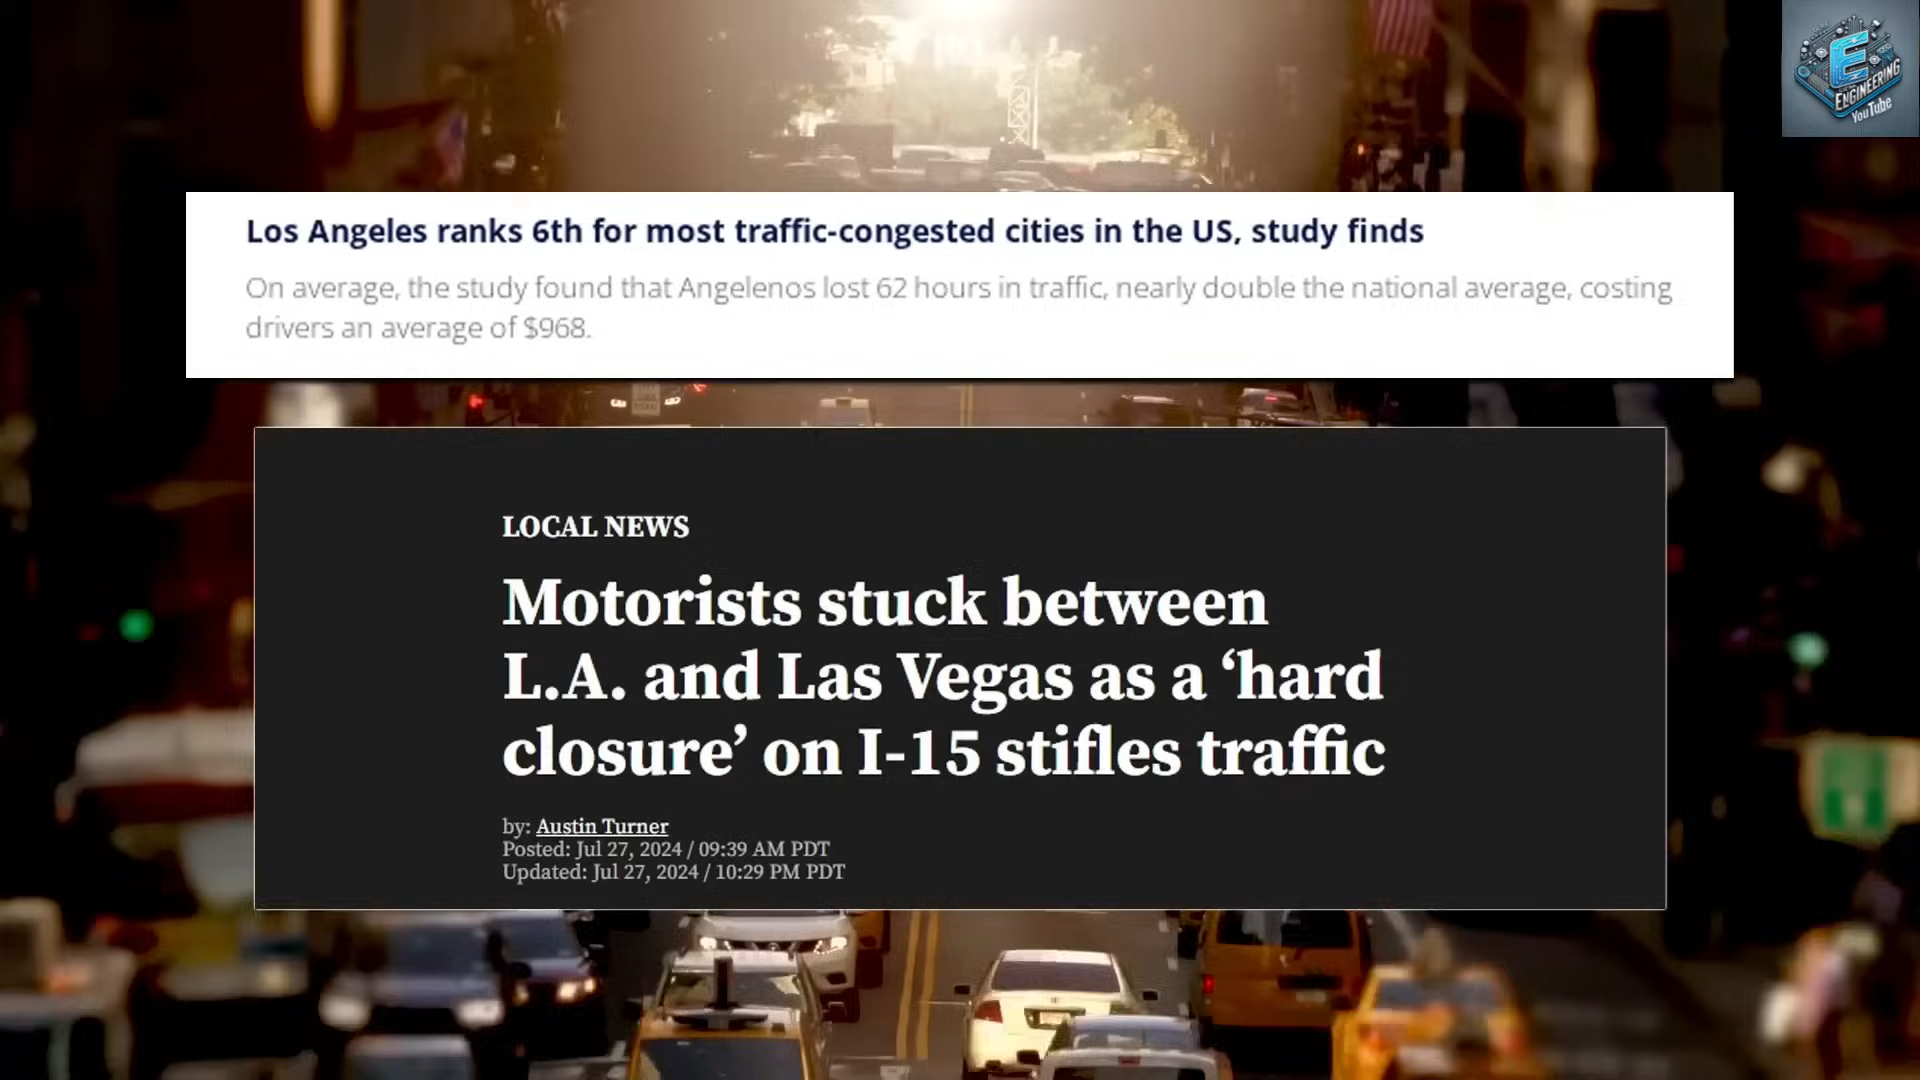 E
ENGINEERING
YouTube
Los Angeles ranks 6th for most traffic-congested cities in the US, study finds
On average, the study found that Angelenos lost 62 hours in traffic, nearly double the national average, costing
drivers an average of $968.
LOCAL NEWS
Motorists stuck between
L.A. and Las Vegas as a ‘hard
closure’ on I-15 stifles traffic
by: Austin Turner
Posted: Jul 27, 2024 / 09:39 AM PDT
Updated: Jul 27, 2024 / 10:29 PM PDT